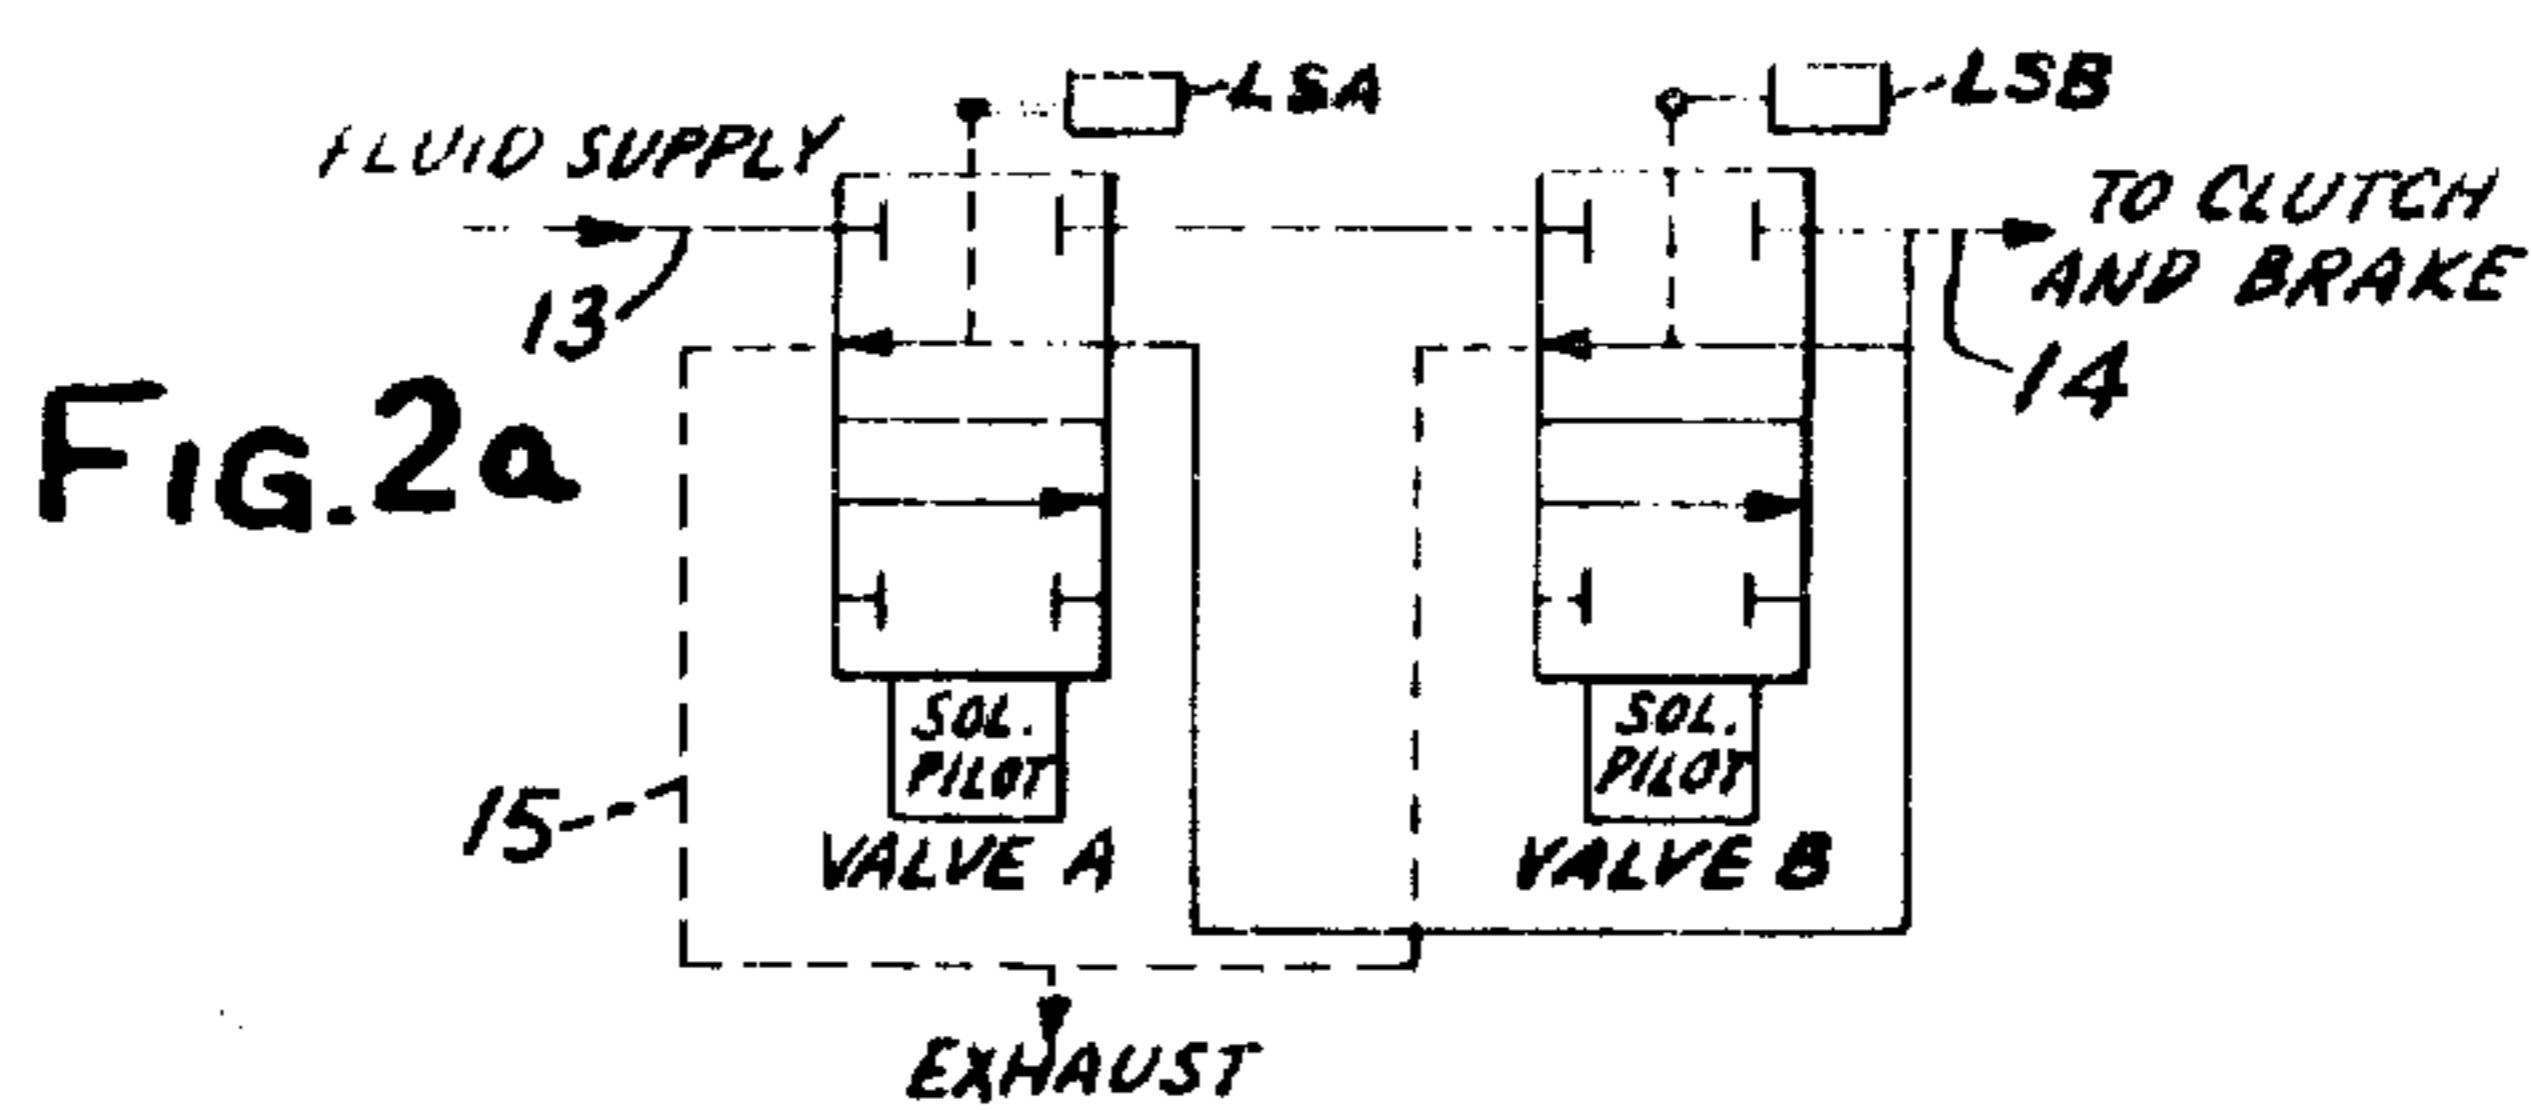 LSA
LSB
FLUID SUPPLY
TO CLUTCH
AND BRAKE
13
14
FIG. 2a
SOL.
PILOT
SOL.
PILOT
15
VALVE A
VALVE B
EXHAUST